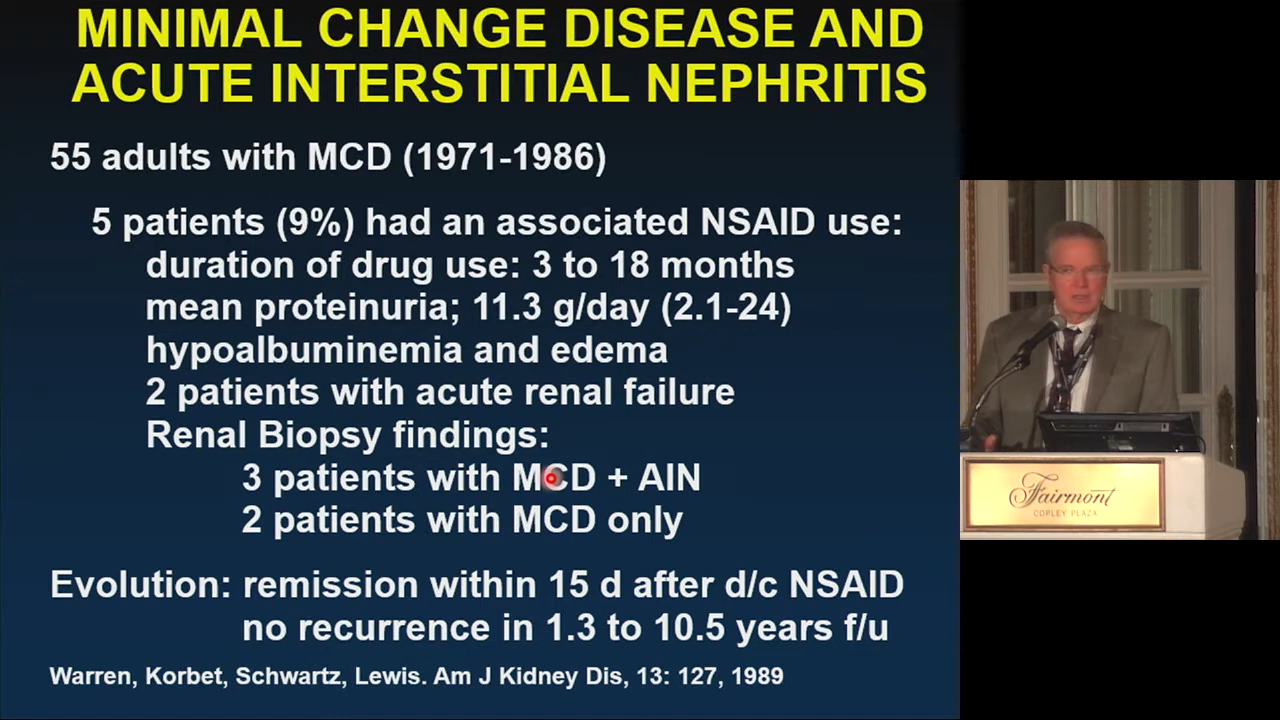 MINIMAL CHANGE DISEASE AND
ACUTE INTERSTITIAL NEPHRITIS
55 adults with MCD (1971-1986)
5 patients (9%) had an associated NSAID use:
duration of drug use: 3 to 18 months
mean proteinuria; 11.3 g/day (2.1-24)
hypoalbuminemia and edema
2 patients with acute renal failure
Renal Biopsy findings:
3 patients with MCD + AIN
2 patients with MCD only
Evolution: remission within 15 d after d/c NSAID
no recurrence in 1.3 to 10.5 years f/u
Warren, Korbet, Schwartz, Lewis. Am J Kidney Dis, 13: 127, 1989
Fairmont
COPLEY PLAZA